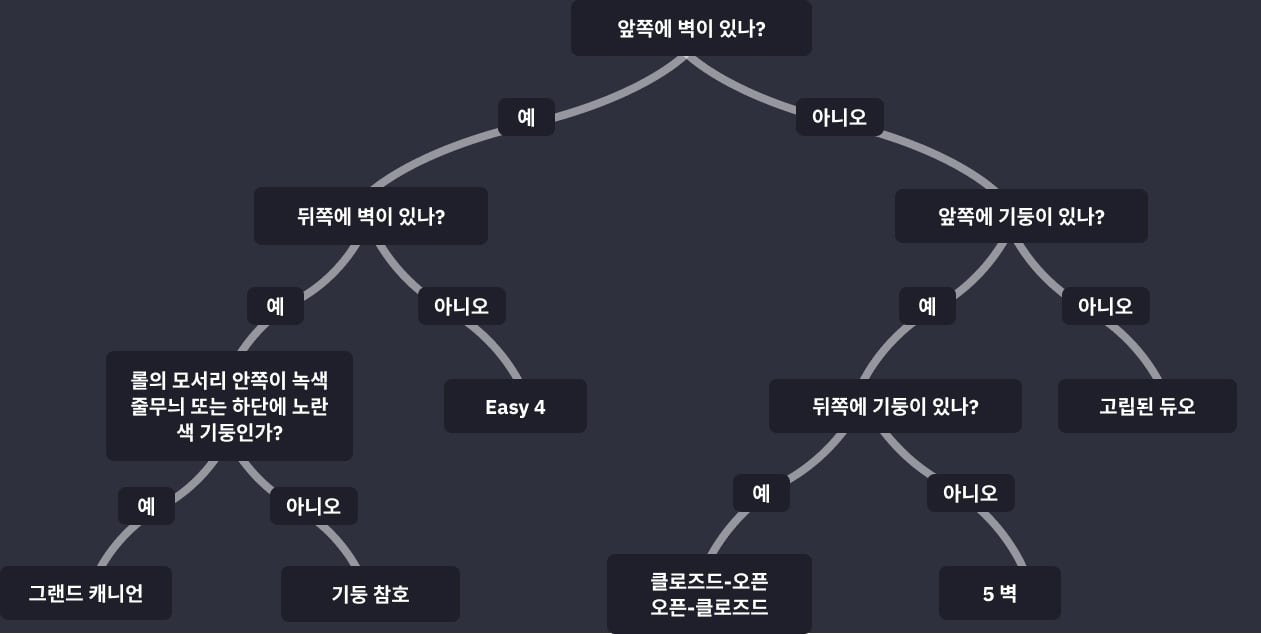 앞쪽에 벽이 있나?
예
아니오
뒤쪽에 벽이 있나?
앞쪽에 기둥이 있나?
예
아니오
예
아니오
롤의 모서리 안쪽이 녹색
줄무늬 또는 하단에 노란
색 기둥인가?
Easy 4
뒤쪽에 기둥이 있나?
고립된 듀오
예
아니오
예
아니오
그랜드 캐니언
기둥 참호
클로즈드-오픈
오픈-클로즈드
5 벽